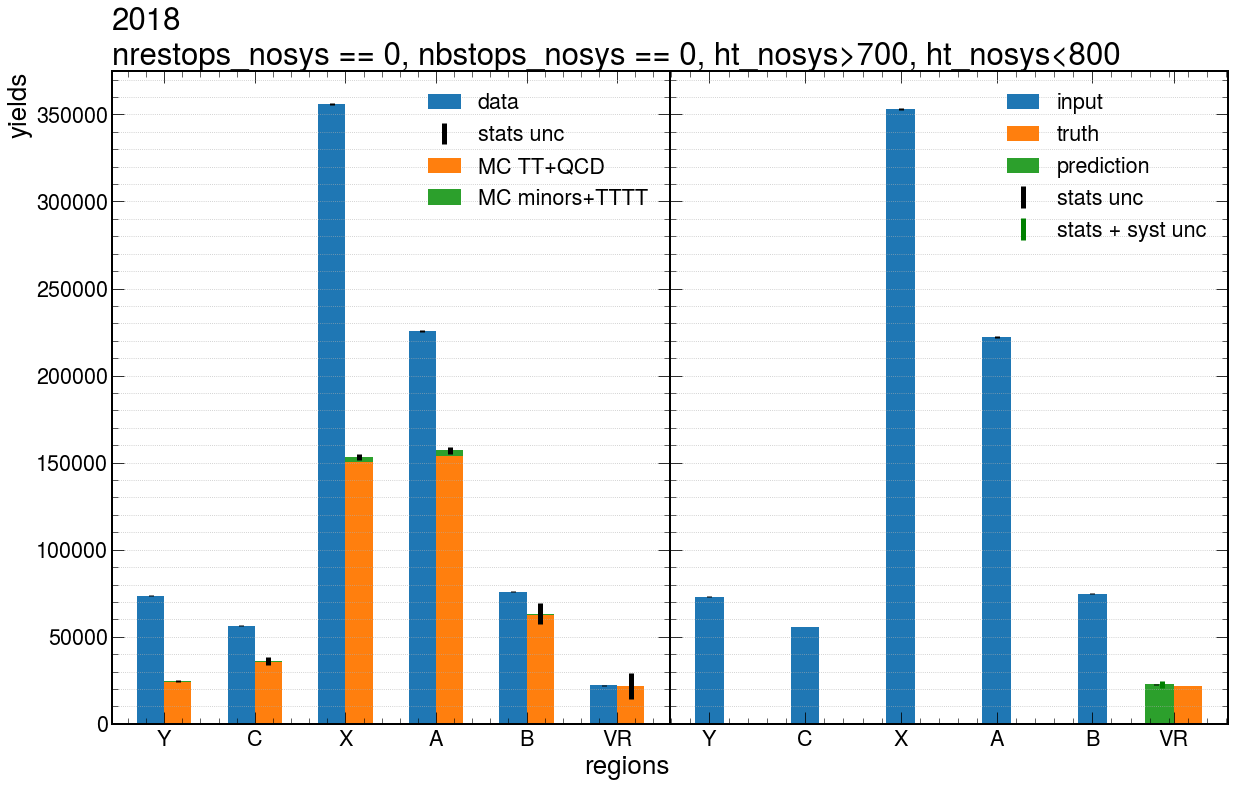 2018
nrestops_nosys == 0, nbstops_nosys == 0, ht_nosys>700, ht_nosys<800
yields
350000
300000
250000
200000
150000
100000
50000
0
data
stats unc
MC TT+QCD
MC minors+TTTT
input
truth
prediction
stats unc
stats + syst unc
Y C X A B VR
Y C X A B VR
regions